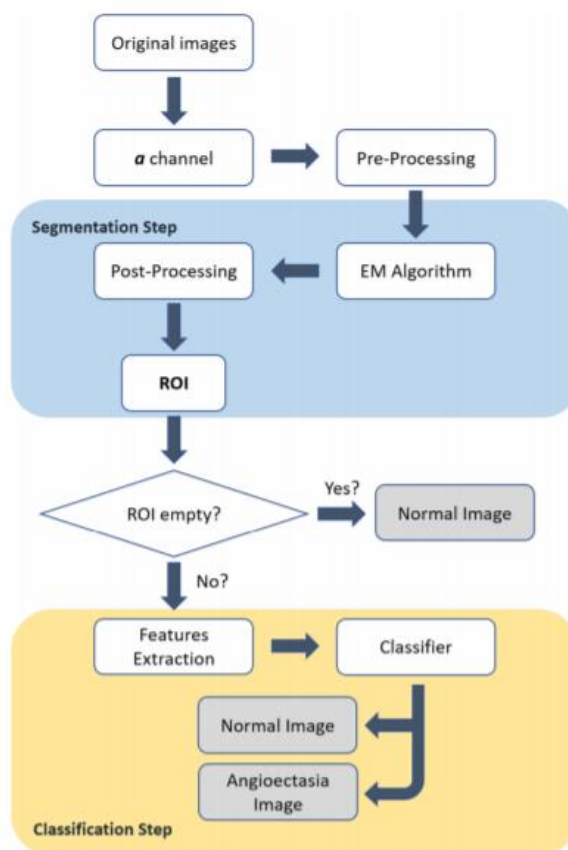 Original images
a channel
Pre-Processing
Segmentation Step
Post-Processing
EM Algorithm
ROI
ROI empty?
Yes?
Normal Image
No?
Features
Extraction
Classifier
Normal Image
Angioectasia
Image
Classification Step